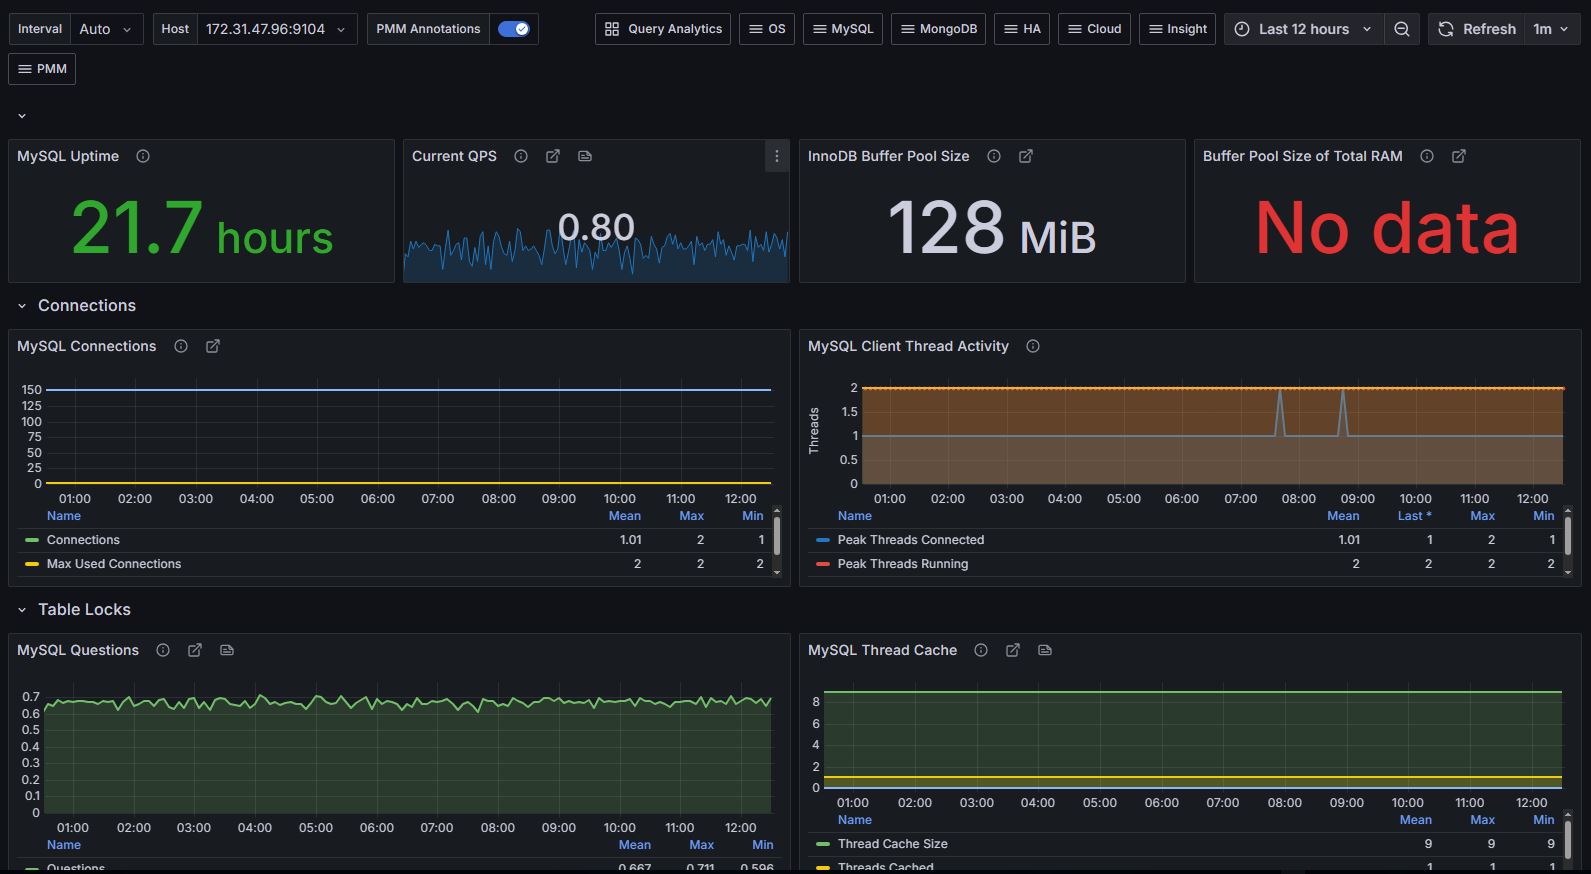 Interval Auto Host 172.31.47.96:9104 PMM Annotations Query Analytics OS MySQL MongoDB HA Cloud Insight Last 12 hours Refresh 1m
PMM
MySQL Uptime
21.7 hours
Current QPS
0.80
InnoDB Buffer Pool Size
128 MiB
Buffer Pool Size of Total RAM
No data
Connections
MySQL Connections
150
125
100
75
50
25
0
01:00 02:00 03:00 04:00 05:00 06:00 07:00 08:00 09:00 10:00 11:00 12:00
Name Mean Max Min
Connections 1.01 2 1
Max Used Connections 2 2 2
MySQL Client Thread Activity
Threads
2
1.5
1
0.5
0
01:00 02:00 03:00 04:00 05:00 06:00 07:00 08:00 09:00 10:00 11:00 12:00
Name Mean Last * Max Min
Peak Threads Connected 1.01 1 2 1
Peak Threads Running 2 2 2 2
Table Locks
MySQL Questions
0.7
0.6
0.5
0.4
0.3
0.2
0.1
0
01:00 02:00 03:00 04:00 05:00 06:00 07:00 08:00 09:00 10:00 11:00 12:00
Name Mean Max Min
Questions 0.667 0.711 0.596
MySQL Thread Cache
8
6
4
2
0
01:00 02:00 03:00 04:00 05:00 06:00 07:00 08:00 09:00 10:00 11:00 12:00
Name Mean Max Min
Thread Cache Size 9 9 9
Threads Cached 1 1 1